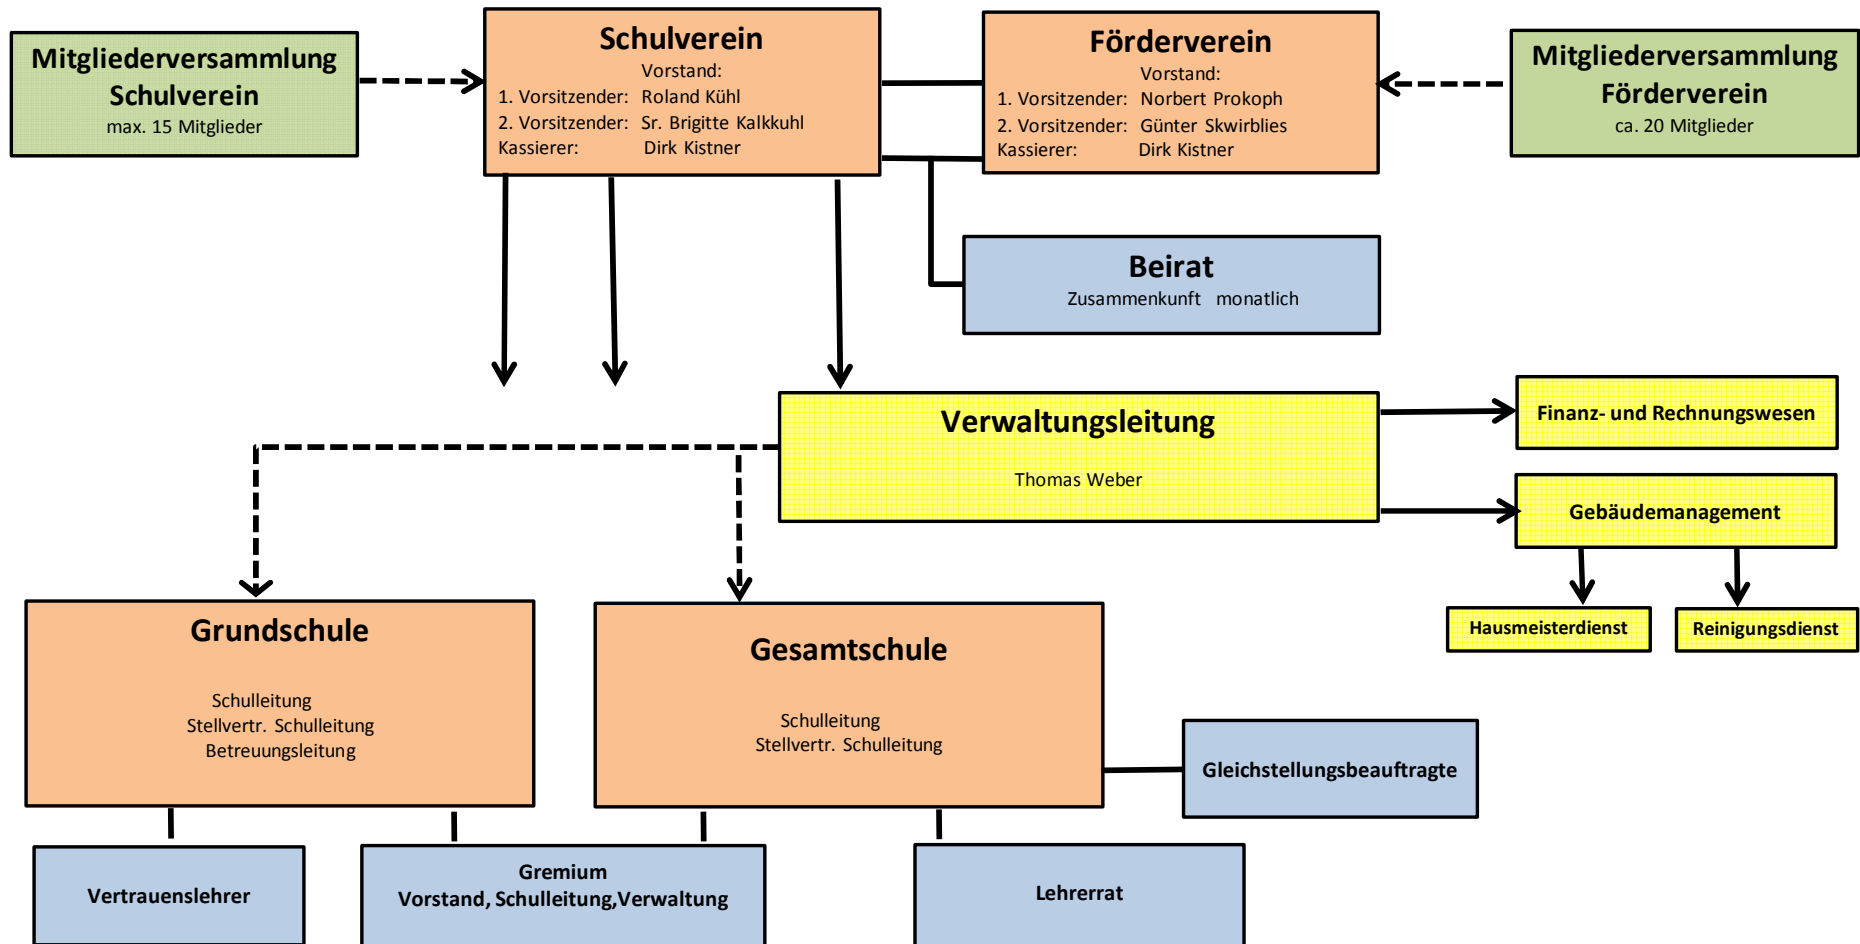 Mitgliederversammlung
Schulverein
max. 15 Mitglieder
Schulverein
Vorstand:
1. Vorsitzender: Roland Kühl
2. Vorsitzender: Sr. Brigitte Kalkkuhl
Kassierer: Dirk Kistner
Förderverein
Vorstand:
1. Vorsitzender: Norbert Prokoph
2. Vorsitzender: Günter Skwirblies
Kassierer: Dirk Kistner
Mitgliederversammlung
Förderverein
ca. 20 Mitglieder
Beirat
Zusammenkunft monatlich
Verwaltungsleitung
Thomas Weber
Finanz- und Rechnungswesen
Gebäudemanagement
Hausmeisterdienst
Reinigungsdienst
Grundschule
Schulleitung
Stellvertr. Schulleitung
Betreuungsleitung
Gesamtschule
Schulleitung
Stellvertr. Schulleitung
Gleichstellungsbeauftragte
Vertrauenslehrer
Gremium
Vorstand, Schulleitung,Verwaltung
Lehrerrat